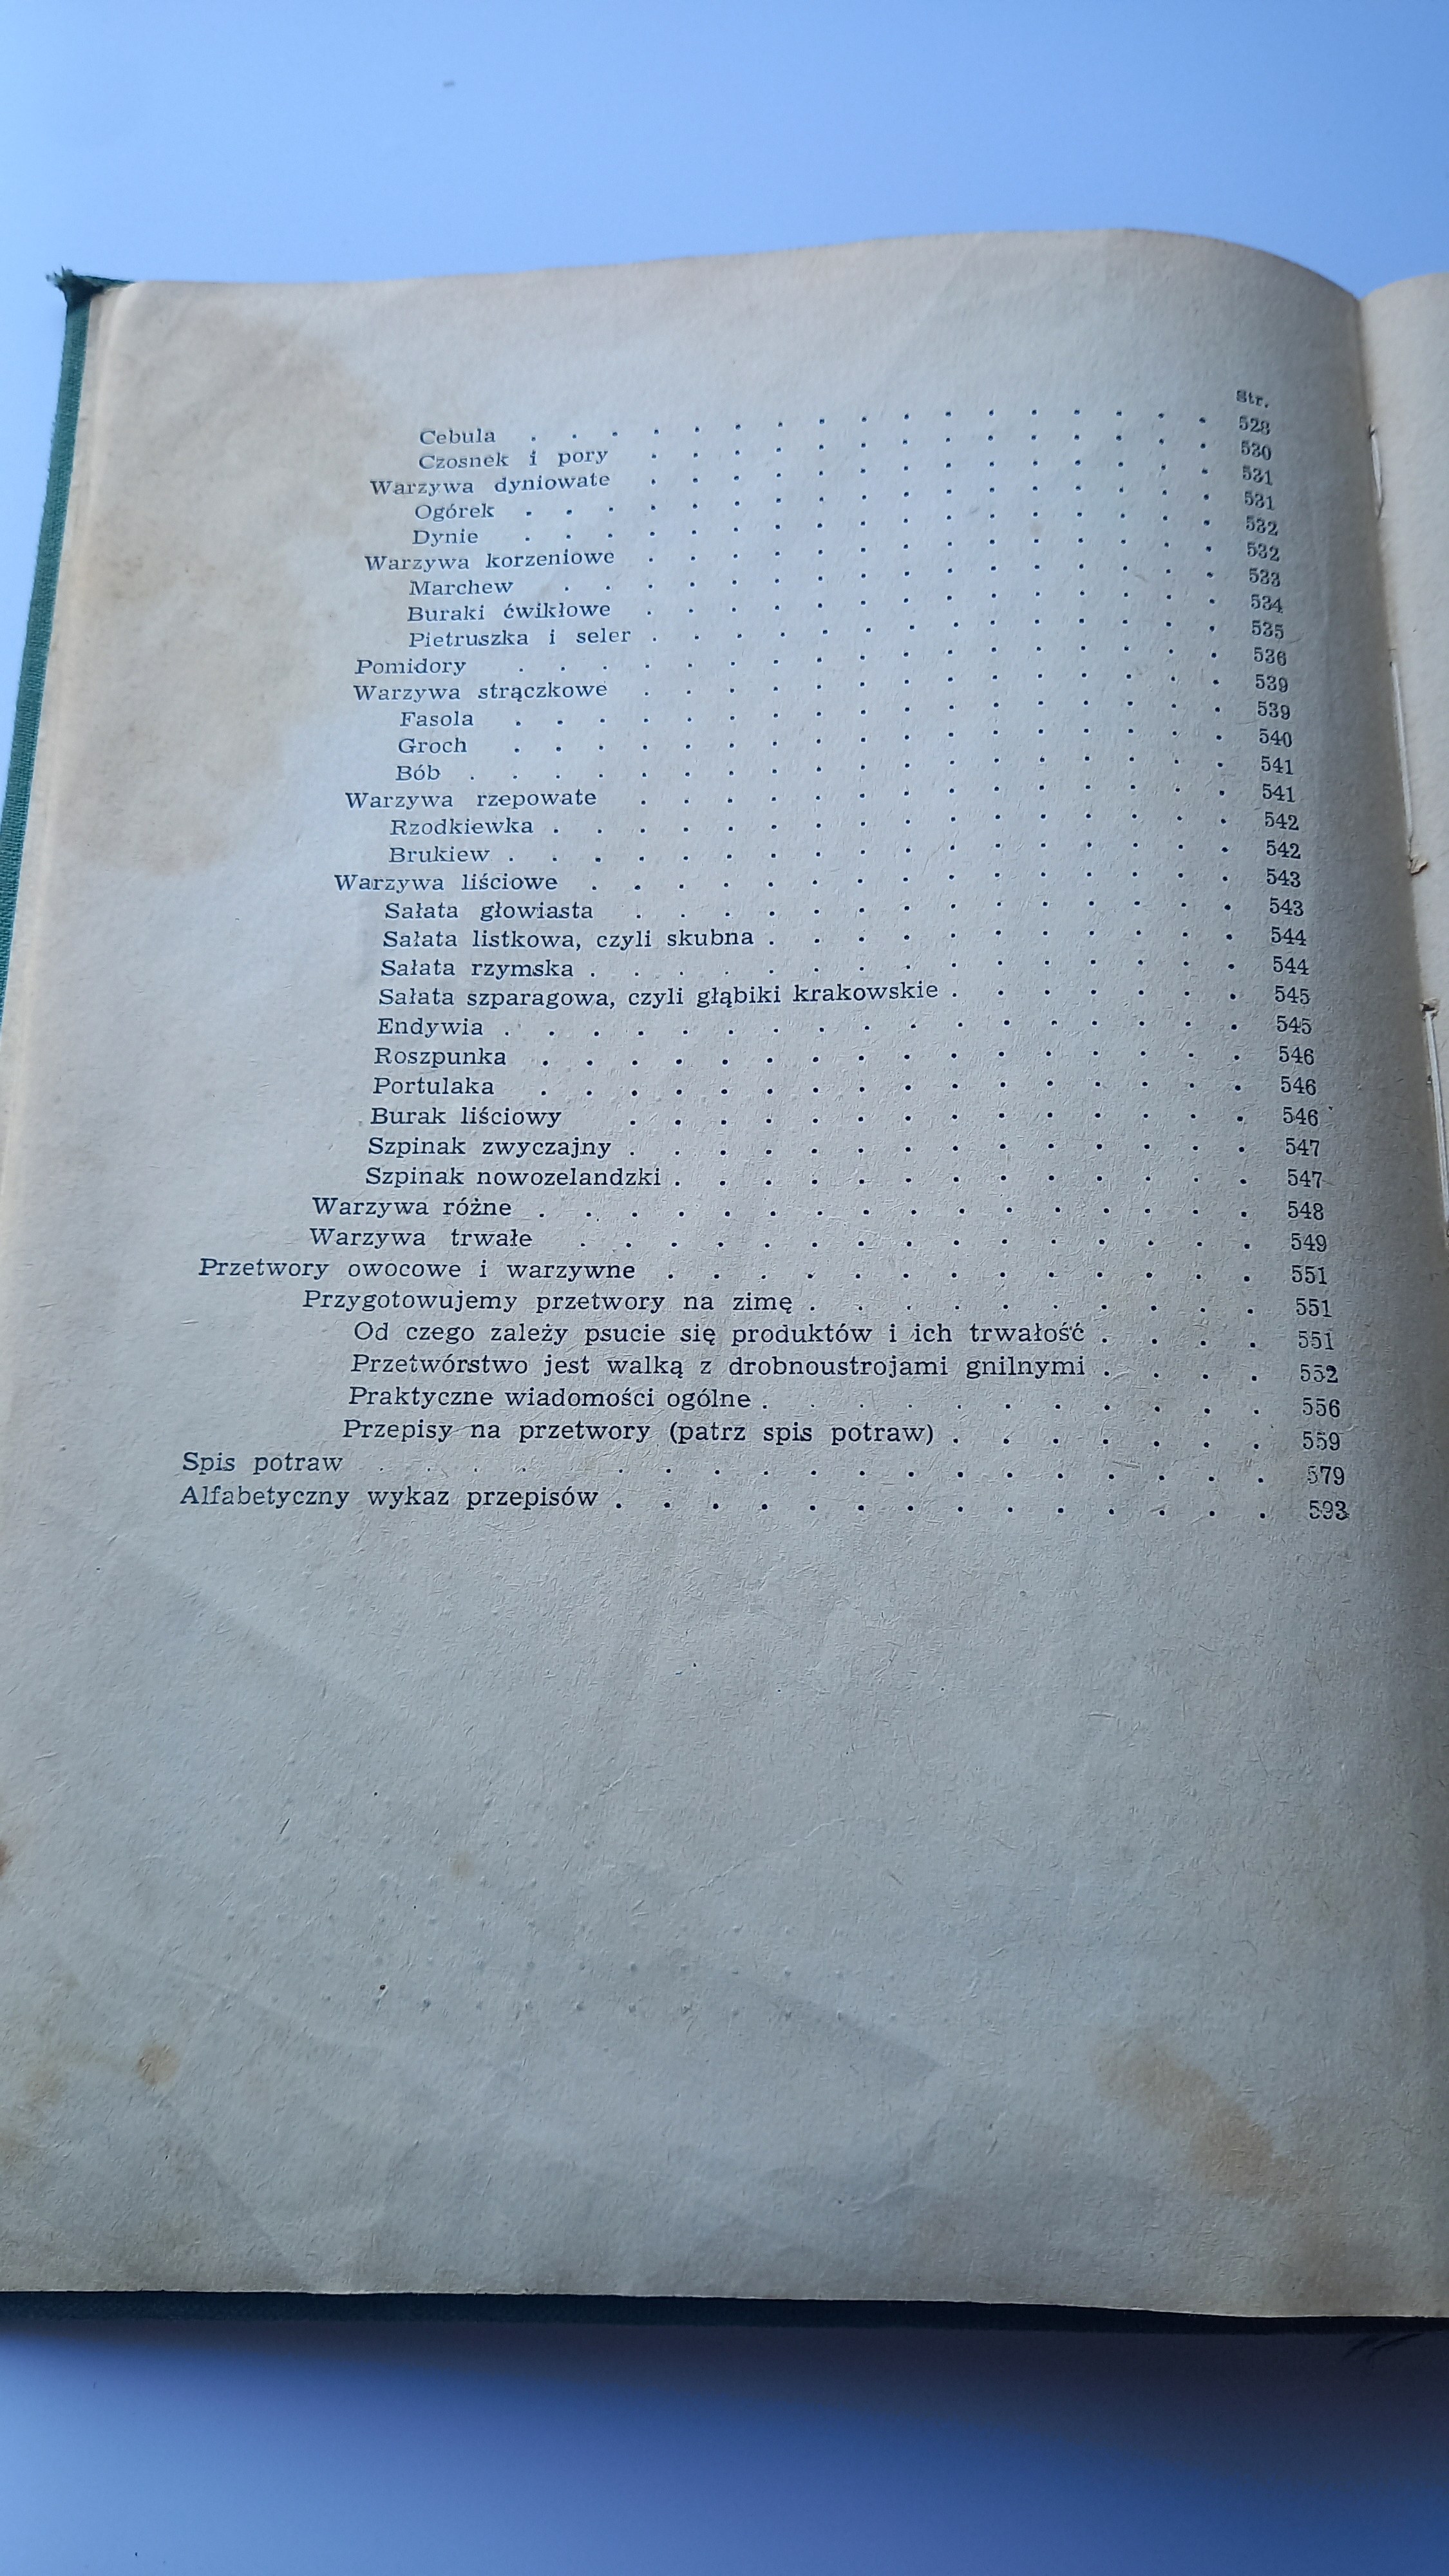 Str.
Cebula . . . . . . . . . . . . . . . . . 528
Czosnek i pory . . . . . . . . . . . . . . 530
Warzywa dyniowate . . . . . . . . . . . . . . 531
Ogórek . . . . . . . . . . . . . . . . . 531
Dynie . . . . . . . . . . . . . . . . . 532
Warzywa korzeniowe . . . . . . . . . . . . . . 532
Marchew . . . . . . . . . . . . . . . . 533
Buraki ćwikłowe . . . . . . . . . . . . . . 534
Pietruszka i seler . . . . . . . . . . . . . . 535
Pomidory . . . . . . . . . . . . . . . . . 536
Warzywa strączkowe . . . . . . . . . . . . . . 539
Fasola . . . . . . . . . . . . . . . . . 539
Groch . . . . . . . . . . . . . . . . . 540
Bób . . . . . . . . . . . . . . . . . . 541
Warzywa rzepowate . . . . . . . . . . . . . . 541
Rzodkiewka . . . . . . . . . . . . . . . . 542
Brukiew . . . . . . . . . . . . . . . . . 542
Warzywa liściowe . . . . . . . . . . . . . . . 543
Sałata głowiasta . . . . . . . . . . . . . . 543
Sałata listkowa, czyli skubna . . . . . . . . . . . 544
Sałata rzymska . . . . . . . . . . . . . . . 544
Sałata szparagowa, czyli głąbiki krakowskie . . . . . . . 545
Endywia . . . . . . . . . . . . . . . . . 545
Roszpunka . . . . . . . . . . . . . . . . 546
Portulaka . . . . . . . . . . . . . . . . 546
Burak liściowy . . . . . . . . . . . . . . 546
Szpinak zwyczajny . . . . . . . . . . . . . . 547
Szpinak nowozelandzki . . . . . . . . . . . . . 547
Warzywa różne . . . . . . . . . . . . . . . . 548
Warzywa trwałe . . . . . . . . . . . . . . . 549
Przetwory owocowe i warzywne . . . . . . . . . . . . . 551
Przygotowujemy przetwory na zimę . . . . . . . . . . 551
Od czego zależy psucie się produktów i ich trwałość . . . . 551
Przetwórstwo jest walką z drobnoustrojami gnilnymi . . . . 552
Praktyczne wiadomości ogólne . . . . . . . . . . . 556
Przepisy na przetwory (patrz spis potraw) . . . . . . . 559
Spis potraw . . . . . . . . . . . . . . . . . . . 579
Alfabetyczny wykaz przepisów . . . . . . . . . . . . . . 593